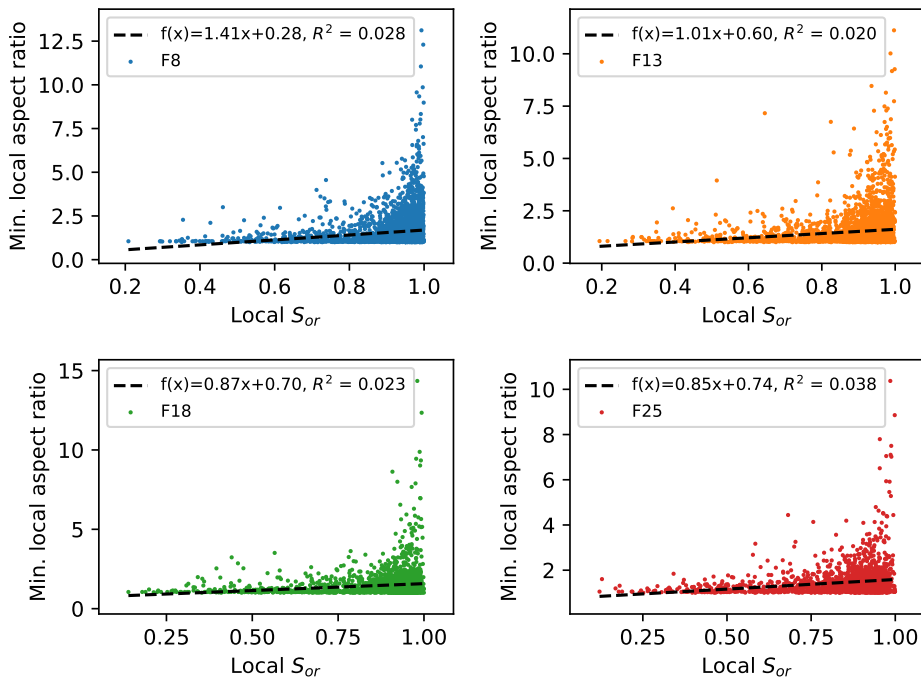 f(x)=1.41x+0.28, R² = 0.028
F8
12.5
10.0
7.5
5.0
2.5
0.0
Min. local aspect ratio
0.2 0.4 0.6 0.8 1.0
Local S_or
f(x)=1.01x+0.60, R² = 0.020
F13
10.0
7.5
5.0
2.5
0.0
Min. local aspect ratio
0.2 0.4 0.6 0.8 1.0
Local S_or
f(x)=0.87x+0.70, R² = 0.023
F18
15
10
5
0
Min. local aspect ratio
0.25 0.50 0.75 1.00
Local S_or
f(x)=0.85x+0.74, R² = 0.038
F25
10
8
6
4
2
Min. local aspect ratio
0.25 0.50 0.75 1.00
Local S_or